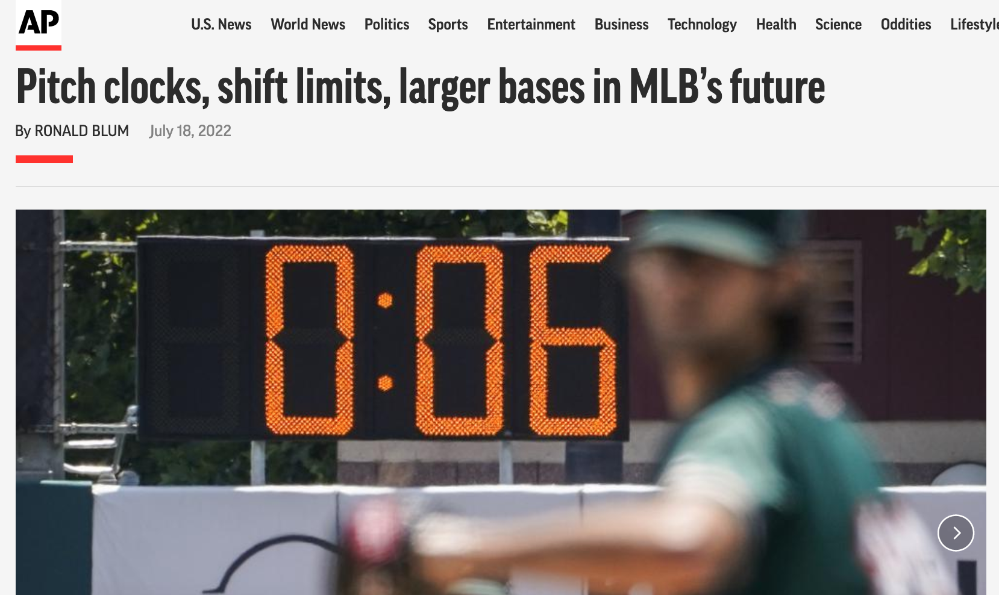 AP
U.S. News World News Politics Sports Entertainment Business Technology Health Science Oddities Lifestyle
Pitch clocks, shift limits, larger bases in MLB’s future
By RONALD BLUM July 18, 2022
0:06